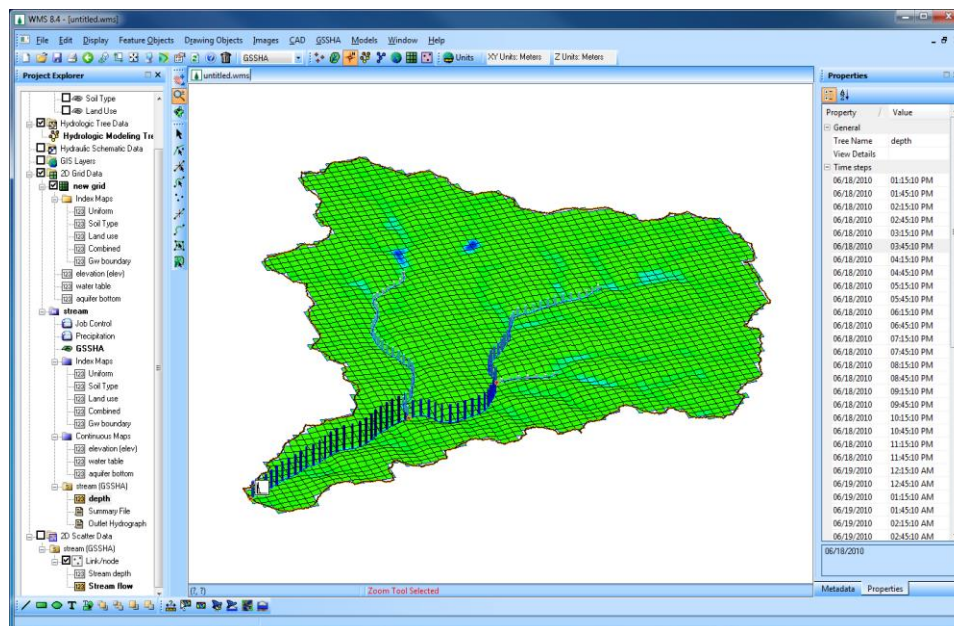 WMS 8.4 - [untitled.wms]
File Edit Display Feature Objects Drawing Objects Images CAD GSSHA Models Window Help
GSSHA Units XY Units: Meters Z Units: Meters
Project Explorer
untitled.wms
Properties
Soil Type
Land Use
Hydrologic Tree Data
Hydrologic Modeling Tre
Hydraulic Schematic Data
GIS Layers
2D Grid Data
new grid
Index Maps
Uniform
Soil Type
Land use
Combined
Gw boundary
elevation (elev)
water table
aquifer bottom
stream
Job Control
Precipitation
GSSHA
Index Maps
Uniform
Soil Type
Land use
Combined
Gw boundary
Continuous Maps
elevation (elev)
water table
aquifer bottom
stream (GSSHA)
depth
Summary File
Outlet Hydrograph
2D Scatter Data
stream (GSSHA)
Link/node
Stream depth
Stream flow
Property / Value
General
Tree Name depth
View Details
Time steps
06/18/2010 01:15:10 PM
06/18/2010 01:45:10 PM
06/18/2010 02:15:10 PM
06/18/2010 02:45:10 PM
06/18/2010 03:15:10 PM
06/18/2010 03:45:10 PM
06/18/2010 04:15:10 PM
06/18/2010 04:45:10 PM
06/18/2010 05:15:10 PM
06/18/2010 05:45:10 PM
06/18/2010 06:15:10 PM
06/18/2010 06:45:10 PM
06/18/2010 07:15:10 PM
06/18/2010 07:45:10 PM
06/18/2010 08:15:10 PM
06/18/2010 08:45:10 PM
06/18/2010 09:15:10 PM
06/18/2010 09:45:10 PM
06/18/2010 10:15:10 PM
06/18/2010 10:45:10 PM
06/18/2010 11:15:10 PM
06/18/2010 11:45:10 PM
06/19/2010 12:15:10 AM
06/19/2010 12:45:10 AM
06/19/2010 01:15:10 AM
06/19/2010 01:45:10 AM
06/19/2010 02:15:10 AM
06/19/2010 02:45:10 AM
06/18/2010
Metadata Properties
(?, ?) Zoom Tool Selected